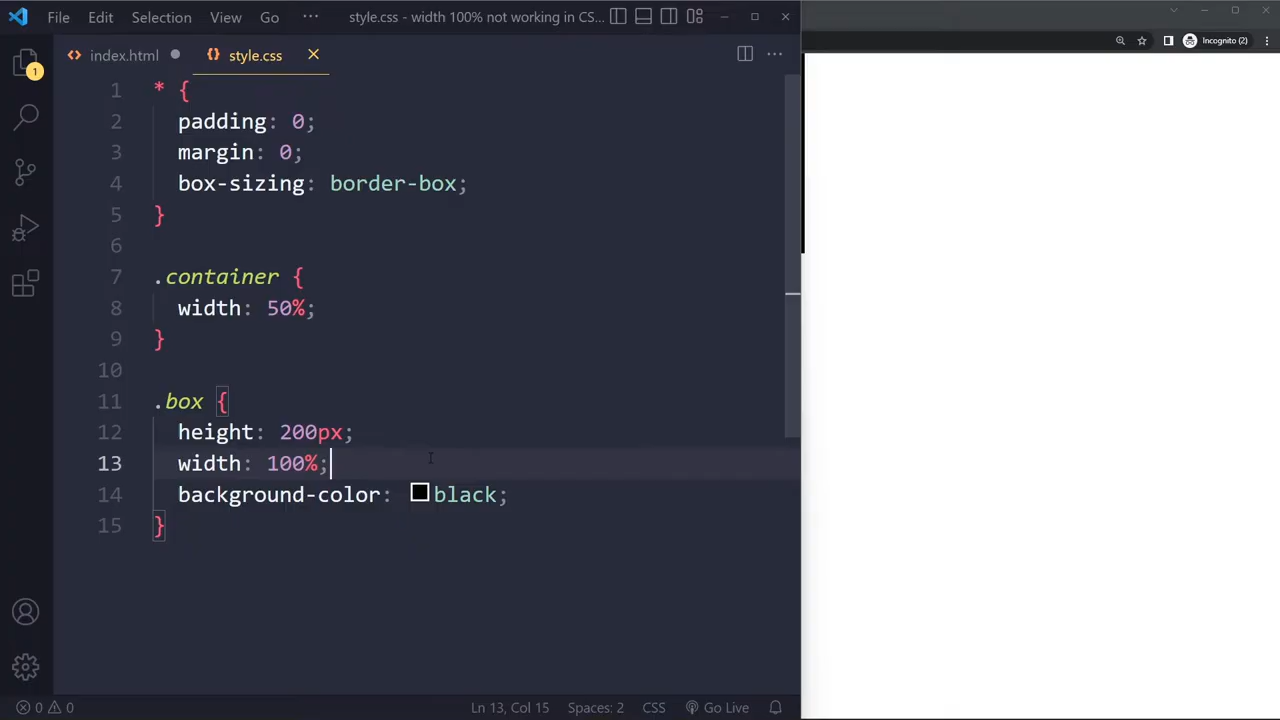 File Edit Selection View Go ··· style.css - width 100% not working in CS...
Incognito (2)
index.html style.css
1
1 * {
2 padding: 0;
3 margin: 0;
4 box-sizing: border-box;
5 }
6
7 .container {
8 width: 50%;
9 }
10
11 .box {
12 height: 200px;
13 width: 100%;
14 background-color: black;
15 }
0 0 Ln 13, Col 15 Spaces: 2 CSS Go Live